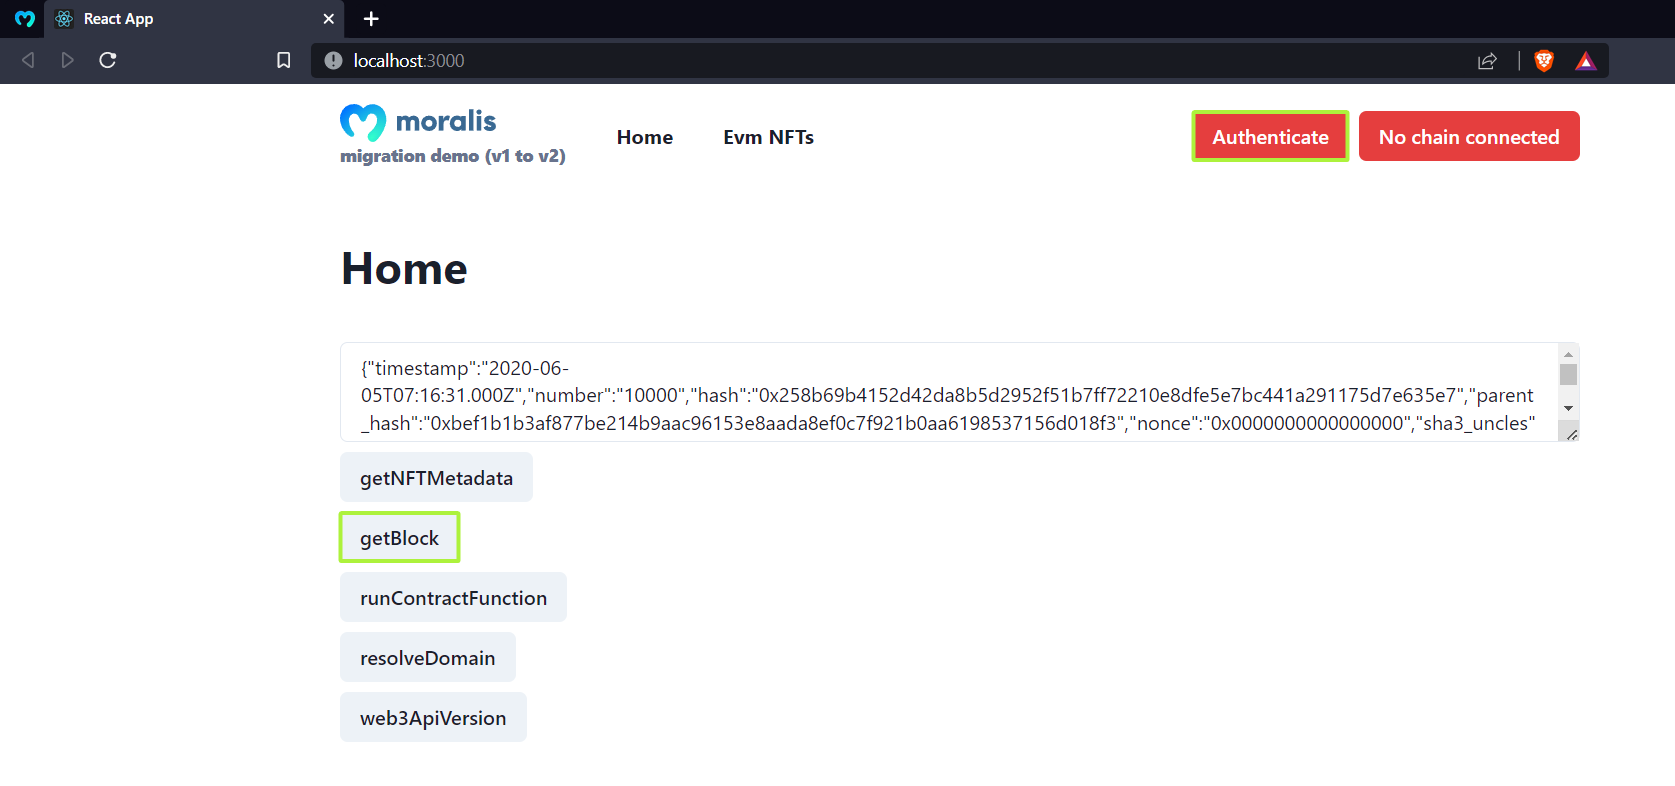 React App
localhost:3000
moralis
migration demo (v1 to v2)
Home
Evm NFTs
Authenticate
No chain connected
Home
{"timestamp":"2020-06-
05T07:16:31.000Z","number":"10000","hash":"0x258b69b4152d42da8b5d2952f51b7ff72210e8dfe5e7bc441a291175d7e635e7","parent
_hash":"0xbef1b1b3af877be214b9aac96153e8aada8ef0c7f921b0aa6198537156d018f3","nonce":"0x0000000000000000","sha3_uncles"
getNFTMetadata
getBlock
runContractFunction
resolveDomain
web3ApiVersion